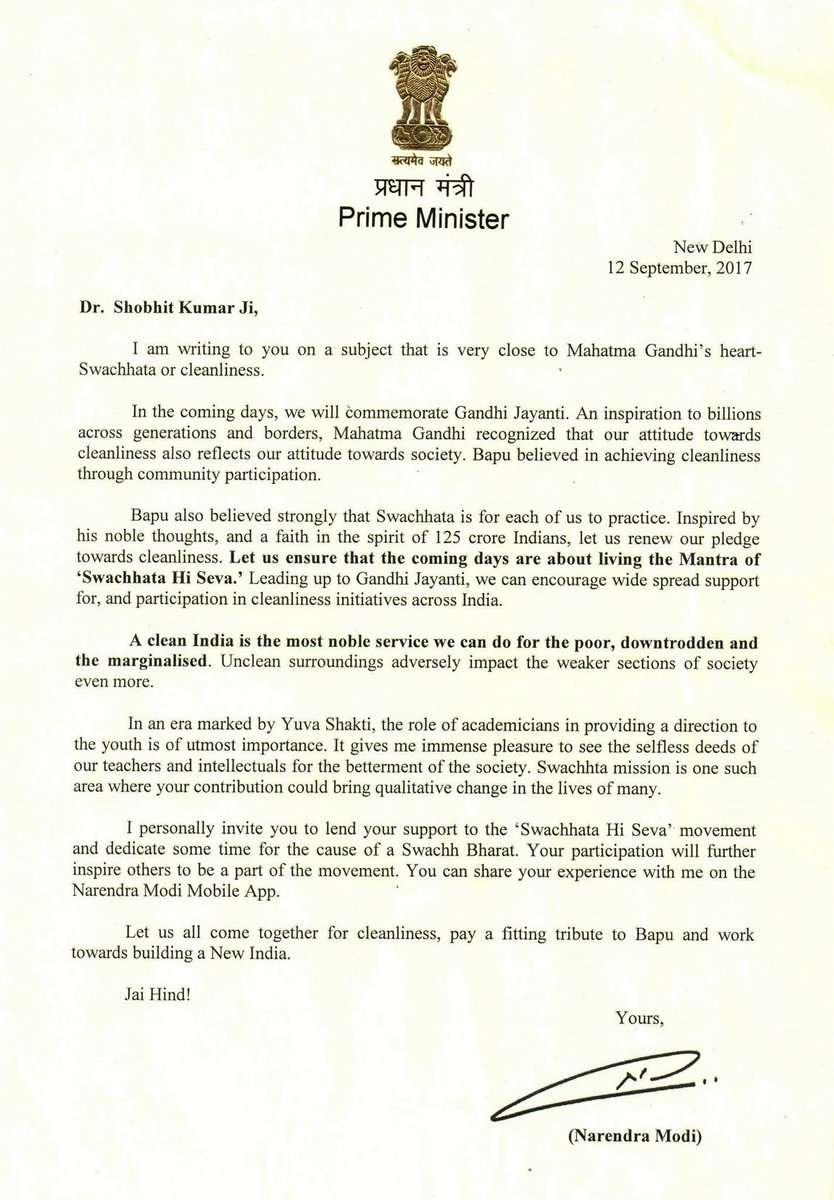 सत्यमेव जयते
प्रधान मंत्री
Prime Minister
New Delhi
12 September, 2017
Dr. Shobhit Kumar Ji,
I am writing to you on a subject that is very close to Mahatma Gandhi's heart-
Swachhata or cleanliness.
In the coming days, we will commemorate Gandhi Jayanti. An inspiration to billions
across generations and borders, Mahatma Gandhi recognized that our attitude towards
cleanliness also reflects our attitude towards society. Bapu believed in achieving cleanliness
through community participation.
Bapu also believed strongly that Swachhata is for each of us to practice. Inspired by
his noble thoughts, and a faith in the spirit of 125 crore Indians, let us renew our pledge
towards cleanliness. Let us ensure that the coming days are about living the Mantra of
‘Swachhata Hi Seva.’ Leading up to Gandhi Jayanti, we can encourage wide spread support
for, and participation in cleanliness initiatives across India.
A clean India is the most noble service we can do for the poor, downtrodden and
the marginalised. Unclean surroundings adversely impact the weaker sections of society
even more.
In an era marked by Yuva Shakti, the role of academicians in providing a direction to
the youth is of utmost importance. It gives me immense pleasure to see the selfless deeds of
our teachers and intellectuals for the betterment of the society. Swachhta mission is one such
area where your contribution could bring qualitative change in the lives of many.
I personally invite you to lend your support to the ‘Swachhata Hi Seva’ movement
and dedicate some time for the cause of a Swachh Bharat. Your participation will further
inspire others to be a part of the movement. You can share your experience with me on the
Narendra Modi Mobile App.
Let us all come together for cleanliness, pay a fitting tribute to Bapu and work
towards building a New India.
Jai Hind!
Yours,
(Narendra Modi)